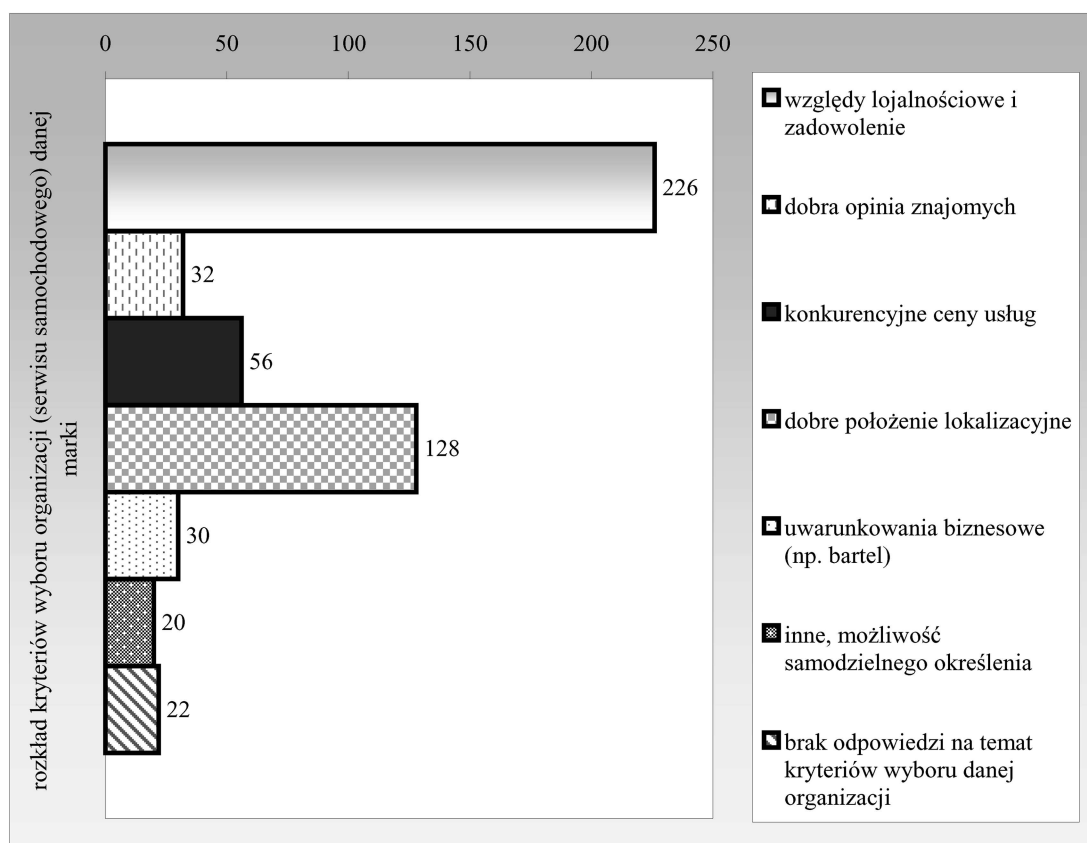 0 50 100 150 200 250
rozkład kryteriów wyboru organizacji (serwisu samochodowego) danej
marki
226
32
56
128
30
20
22
względy lojalnościowe i
zadowolenie
dobra opinia znajomych
konkurencyjne ceny usług
dobre położenie lokalizacyjne
uwarunkowania biznesowe
(np. bartel)
inne, możliwość
samodzielnego określenia
brak odpowiedzi na temat
kryteriów wyboru danej
organizacji